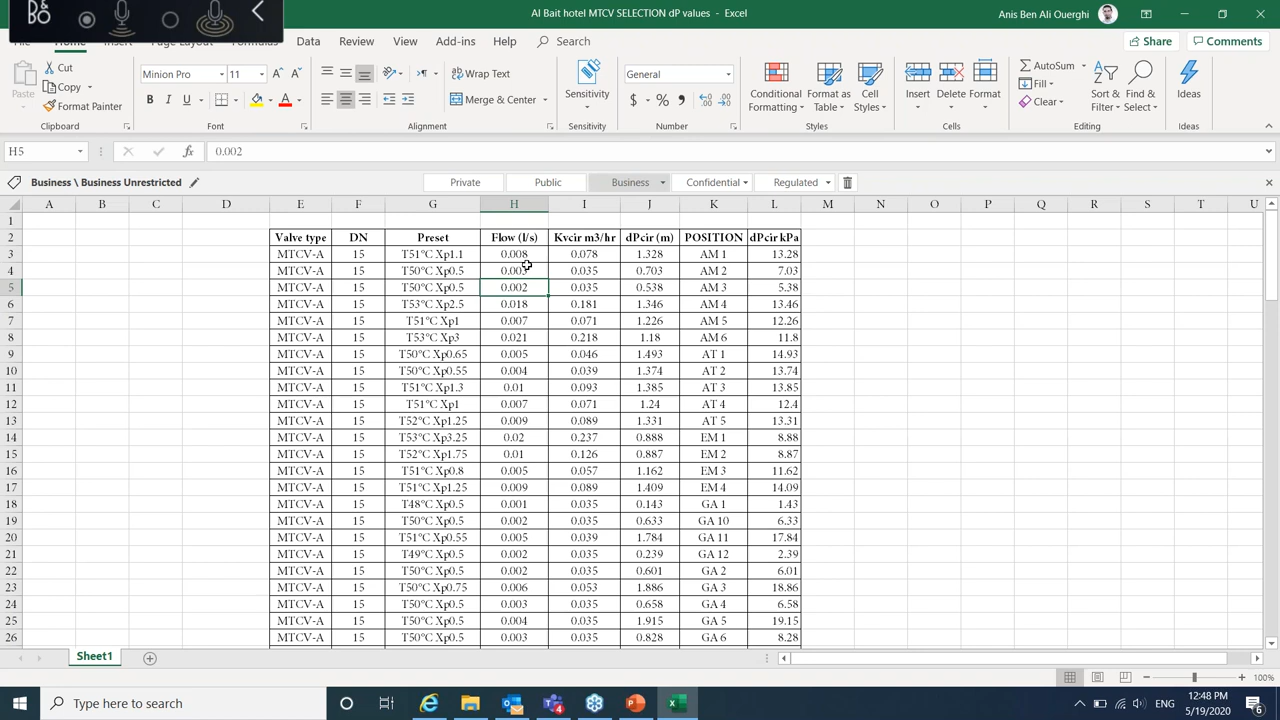 Al Bait hotel MTCV SELECTION dP values - Excel
Anis Ben Ali Ouerghi
Data Review View Add-ins Help Search
Share Comments
Paste
Cut
Copy
Format Painter
Minion Pro 11
Wrap Text
Merge & Center
Sensitivity
General
Conditional Formatting
Format as Table
Cell Styles
Insert
Delete
Format
AutoSum
Fill
Clear
Sort & Filter
Find & Select
Ideas
Clipboard Font Alignment Sensitivity Number Styles Cells Editing Ideas
H5 fx 0.002
Business \ Business Unrestricted Private Public Business Confidential Regulated
A B C D E F G H I J K L M N O P Q R S T U
1
2 Valve type DN Preset Flow (l/s) Kvcir m3/hr dPcir (m) POSITION dPcir kPa
3 MTCV-A 15 T51°C Xp1.1 0.008 0.078 1.328 AM 1 13.28
4 MTCV-A 15 T50°C Xp0.5 0.003 0.035 0.703 AM 2 7.03
5 MTCV-A 15 T50°C Xp0.5 0.002 0.035 0.538 AM 3 5.38
6 MTCV-A 15 T53°C Xp2.5 0.018 0.181 1.346 AM 4 13.46
7 MTCV-A 15 T51°C Xp1 0.007 0.071 1.226 AM 5 12.26
8 MTCV-A 15 T53°C Xp3 0.021 0.218 1.18 AM 6 11.8
9 MTCV-A 15 T50°C Xp0.65 0.005 0.046 1.493 AT 1 14.93
10 MTCV-A 15 T50°C Xp0.55 0.004 0.039 1.374 AT 2 13.74
11 MTCV-A 15 T51°C Xp1.3 0.01 0.093 1.385 AT 3 13.85
12 MTCV-A 15 T51°C Xp1 0.007 0.071 1.24 AT 4 12.4
13 MTCV-A 15 T52°C Xp1.25 0.009 0.089 1.331 AT 5 13.31
14 MTCV-A 15 T53°C Xp3.25 0.02 0.237 0.888 EM 1 8.88
15 MTCV-A 15 T52°C Xp1.75 0.01 0.126 0.887 EM 2 8.87
16 MTCV-A 15 T51°C Xp0.8 0.005 0.057 1.162 EM 3 11.62
17 MTCV-A 15 T51°C Xp1.25 0.009 0.089 1.409 EM 4 14.09
18 MTCV-A 15 T48°C Xp0.5 0.001 0.035 0.143 GA 1 1.43
19 MTCV-A 15 T50°C Xp0.5 0.002 0.035 0.633 GA 10 6.33
20 MTCV-A 15 T51°C Xp0.55 0.005 0.039 1.784 GA 11 17.84
21 MTCV-A 15 T49°C Xp0.5 0.002 0.035 0.239 GA 12 2.39
22 MTCV-A 15 T50°C Xp0.5 0.002 0.035 0.601 GA 2 6.01
23 MTCV-A 15 T50°C Xp0.75 0.006 0.053 1.886 GA 3 18.86
24 MTCV-A 15 T50°C Xp0.5 0.003 0.035 0.658 GA 4 6.58
25 MTCV-A 15 T50°C Xp0.5 0.004 0.035 1.915 GA 5 19.15
26 MTCV-A 15 T50°C Xp0.5 0.003 0.035 0.828 GA 6 8.28
Sheet1
100%
Type here to search
ENG
12:48 PM
5/19/2020
6